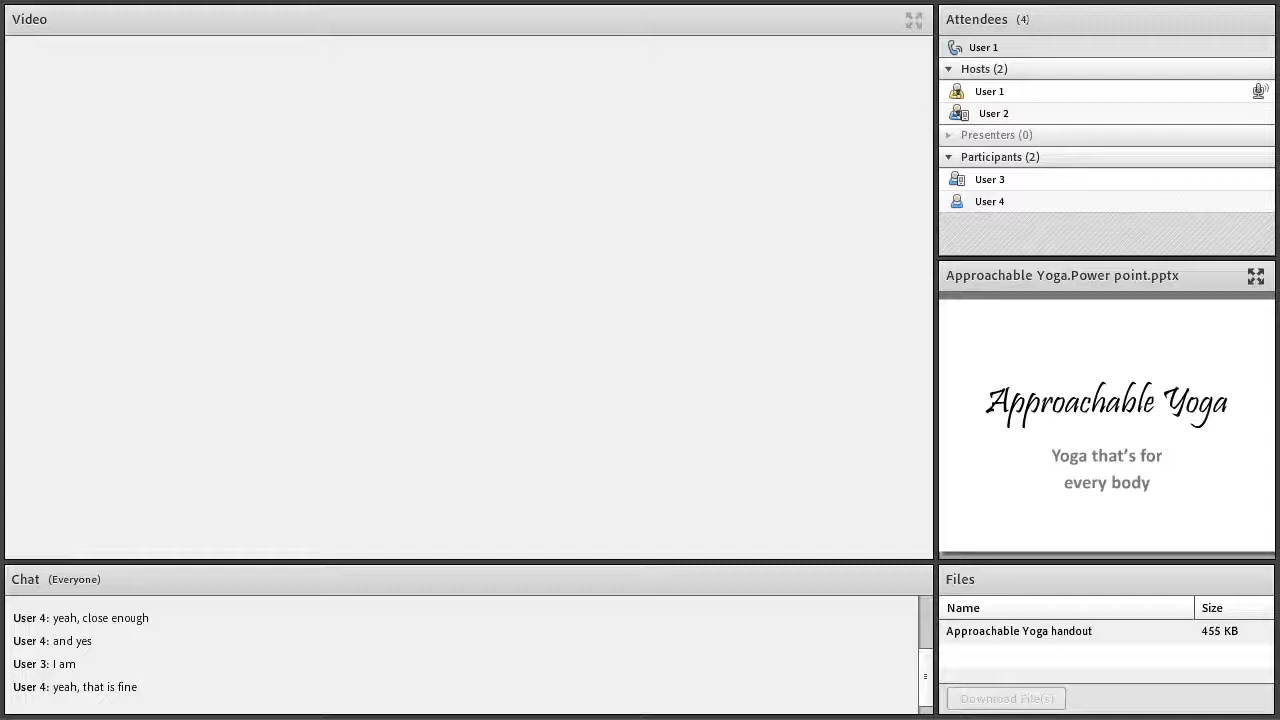 Video
Attendees (4)
User 1
Hosts (2)
User 1
User 2
Presenters (0)
Participants (2)
User 3
User 4
Approachable Yoga.Power point.pptx
Approachable Yoga
Yoga that's for
every body
Chat (Everyone)
User 4: yeah, close enough
User 4: and yes
User 3: I am
User 4: yeah, that is fine
Files
Name Size
Approachable Yoga handout 455 KB
Download File(s)